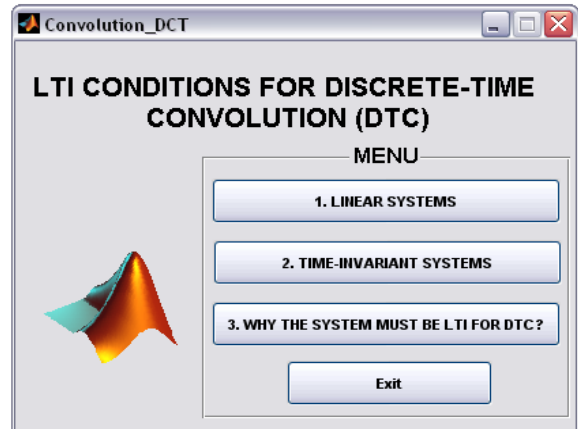 Convolution_DCT
LTI CONDITIONS FOR DISCRETE-TIME
CONVOLUTION (DTC)
MENU
1. LINEAR SYSTEMS
2. TIME-INVARIANT SYSTEMS
3. WHY THE SYSTEM MUST BE LTI FOR DTC?
Exit